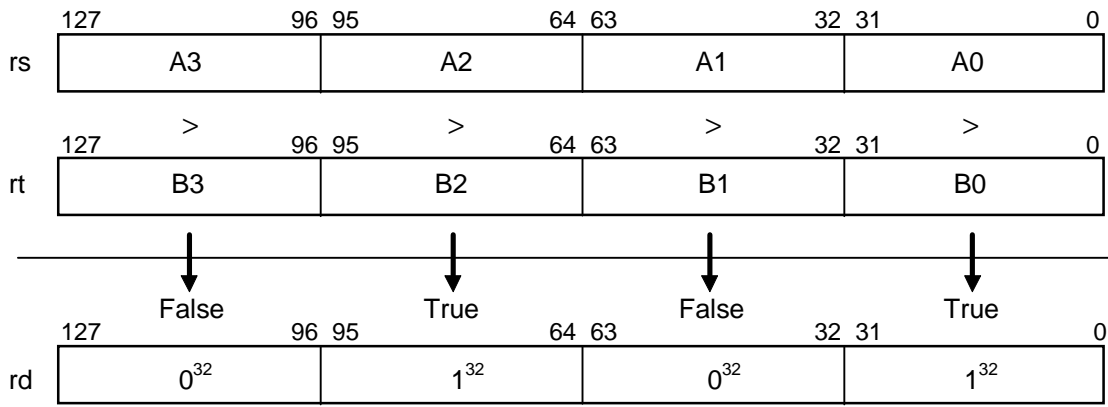 127 96 95 64 63 32 31 0
rs A3 A2 A1 A0
> > > >
127 96 95 64 63 32 31 0
rt B3 B2 B1 B0
False True False True
127 96 95 64 63 32 31 0
rd 0³² 1³² 0³² 1³²